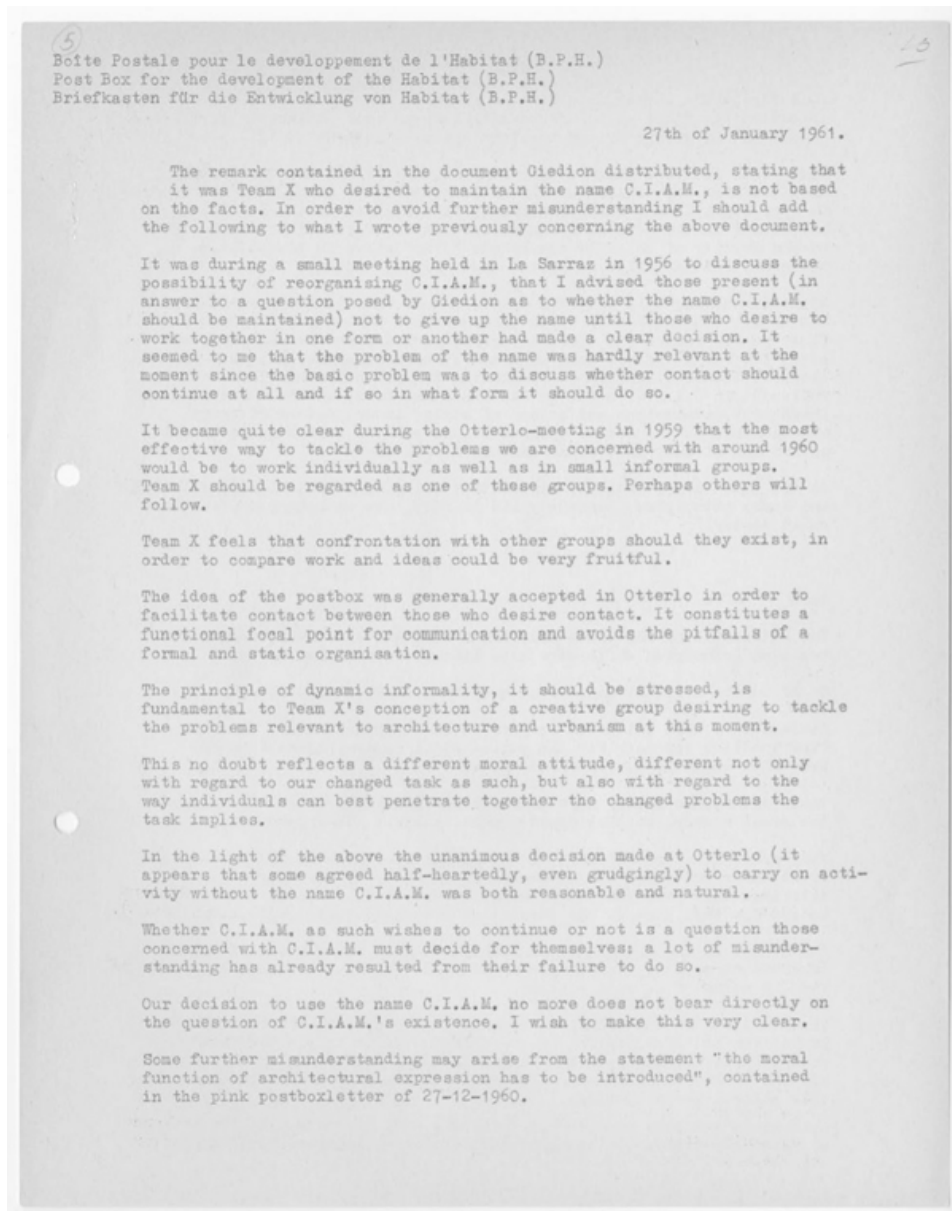 5
Boîte Postale pour le developpement de l'Habitat (B.P.H.)
Post Box for the development of the Habitat (B.P.H.)
Briefkasten für die Entwicklung von Habitat (B.P.H.)
27th of January 1961.
The remark contained in the document Giedion distributed, stating that
it was Team X who desired to maintain the name C.I.A.M., is not based
on the facts. In order to avoid further misunderstanding I should add
the following to what I wrote previously concerning the above document.
It was during a small meeting held in La Sarraz in 1956 to discuss the
possibility of reorganising C.I.A.M., that I advised those present (in
answer to a question posed by Giedion as to whether the name C.I.A.M.
should be maintained) not to give up the name until those who desire to
work together in one form or another had made a clear decision. It
seemed to me that the problem of the name was hardly relevant at the
moment since the basic problem was to discuss whether contact should
continue at all and if so in what form it should do so.
It became quite clear during the Otterlo-meeting in 1959 that the most
effective way to tackle the problems we are concerned with around 1960
would be to work individually as well as in small informal groups.
Team X should be regarded as one of these groups. Perhaps others will
follow.
Team X feels that confrontation with other groups should they exist, in
order to compare work and ideas could be very fruitful.
The idea of the postbox was generally accepted in Otterlo in order to
facilitate contact between those who desire contact. It constitutes a
functional focal point for communication and avoids the pitfalls of a
formal and static organisation.
The principle of dynamic informality, it should be stressed, is
fundamental to Team X's conception of a creative group desiring to tackle
the problems relevant to architecture and urbanism at this moment.
This no doubt reflects a different moral attitude, different not only
with regard to our changed task as such, but also with regard to the
way individuals can best penetrate together the changed problems the
task implies.
In the light of the above the unanimous decision made at Otterlo (it
appears that some agreed half-heartedly, even grudgingly) to carry on acti-
vity without the name C.I.A.M. was both reasonable and natural.
Whether C.I.A.M. as such wishes to continue or not is a question those
concerned with C.I.A.M. must decide for themselves: a lot of misunder-
standing has already resulted from their failure to do so.
Our decision to use the name C.I.A.M. no more does not bear directly on
the question of C.I.A.M.'s existence. I wish to make this very clear.
Some further misunderstanding may arise from the statement "the moral
function of architectural expression has to be introduced", contained
in the pink postboxletter of 27-12-1960.